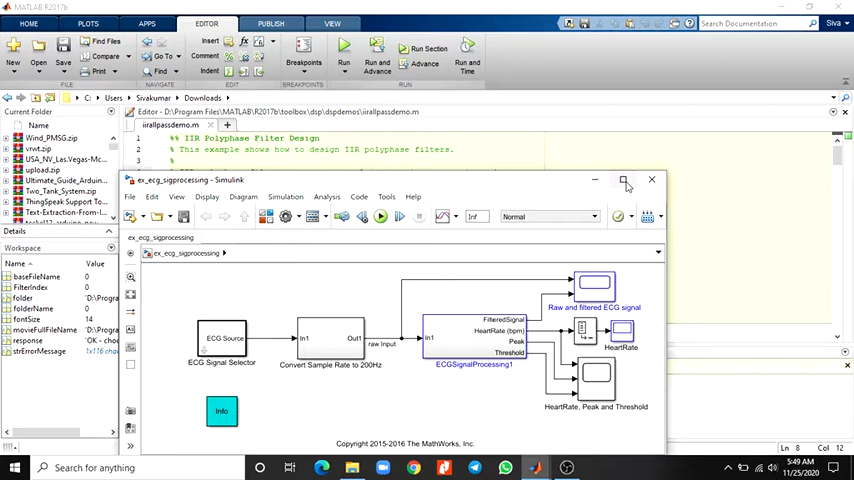 MATLAB R2017b
HOME PLOTS APPS EDITOR PUBLISH VIEW Search Documentation Siva
New Open Save Find Files Compare Print Go To Find Insert Comment Indent Breakpoints Run Run and Advance Run Section Advance Run and Time
FILE NAVIGATE EDIT BREAKPOINTS RUN
C: Users Sivakumar Downloads
Current Folder
Name
Wind_PMSG.zip
vrwt.zip
USA_NV_Las.Vegas-Mc...
upload.zip
Ultimate_Guide_Arduin...
Two_Tank_System.zip
ThingSpeak Support To...
Text-Extraction-From-I...
Details
Workspace
Name Value
baseFileName 0
FilterIndex 0
folder 'D:\Progr
folderName 0
fontSize 14
movieFullFileName 'D:\Progr
response 'OK - choo
strErrorMessage 1x116 char
Editor - D:\Program Files\MATLAB\R2017b\toolbox\dsp\dspdemos\iirallpassdemo.m
iirallpassdemo.m
1 %% IIR Polyphase Filter Design
2 % This example shows how to design IIR polyphase filters.
3 %
ex_ecg_sigprocessing - Simulink
File Edit View Display Diagram Simulation Analysis Code Tools Help
Inf Normal
ex_ecg_sigprocessing
ex_ecg_sigprocessing
ECG Source
ECG Signal Selector
In1 Out1
Convert Sample Rate to 200Hz
raw Input
In1
FilteredSignal
HeartRate (bpm)
Peak
Threshold
ECGSignalProcessing1
Raw and filtered ECG signal
HeartRate
HeartRate, Peak and Threshold
Info
Copyright 2015-2016 The MathWorks, Inc.
Ln 8 Col 12
Search for anything
5:49 AM
11/25/2020